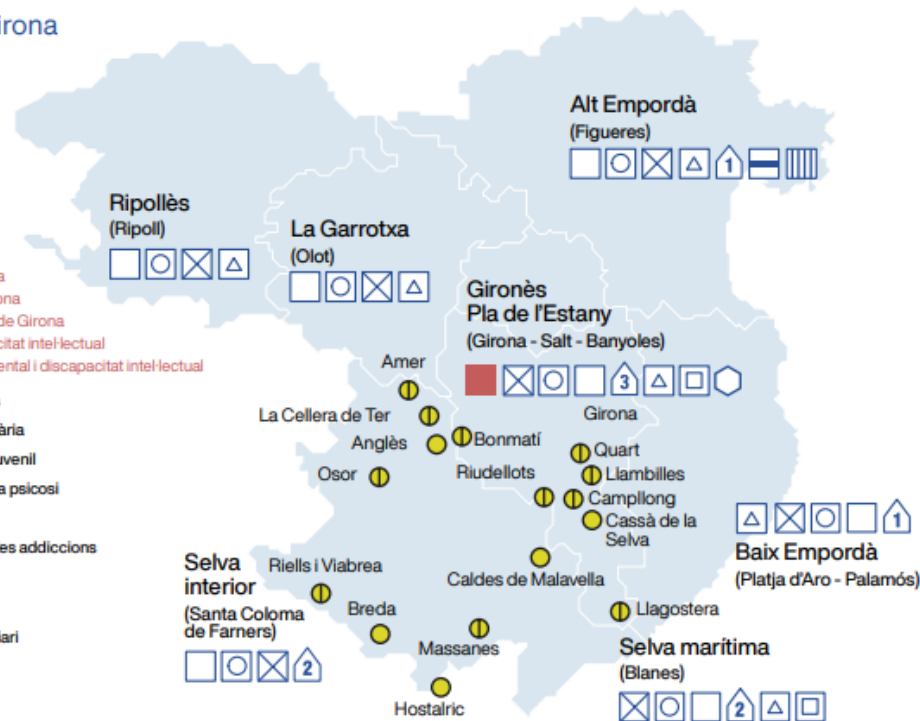 irona
Alt Empordà
(Figueres)
1
Ripollès
(Ripoll)
La Garrotxa
(Olot)
Gironès
Pla de l'Estany
(Girona - Salt - Banyoles)
3
a
ona
de Girona
citat intel·lectual
ental i discapacitat intel·lectual
s
ària
uvenil
a psicosi
es addiccions
iari
Amer
La Cellera de Ter
Anglès
Bonmatí
Osor
Riudellots
Girona
Quart
Llambilles
Campllong
Cassà de la
Selva
1
Baix Empordà
(Platja d'Aro - Palamós)
Caldes de Malavella
Selva
interior
(Santa Coloma
de Farners)
2
Riells i Viabrea
Breda
Massanes
Hostalric
Llagostera
Selva marítima
(Blanes)
2